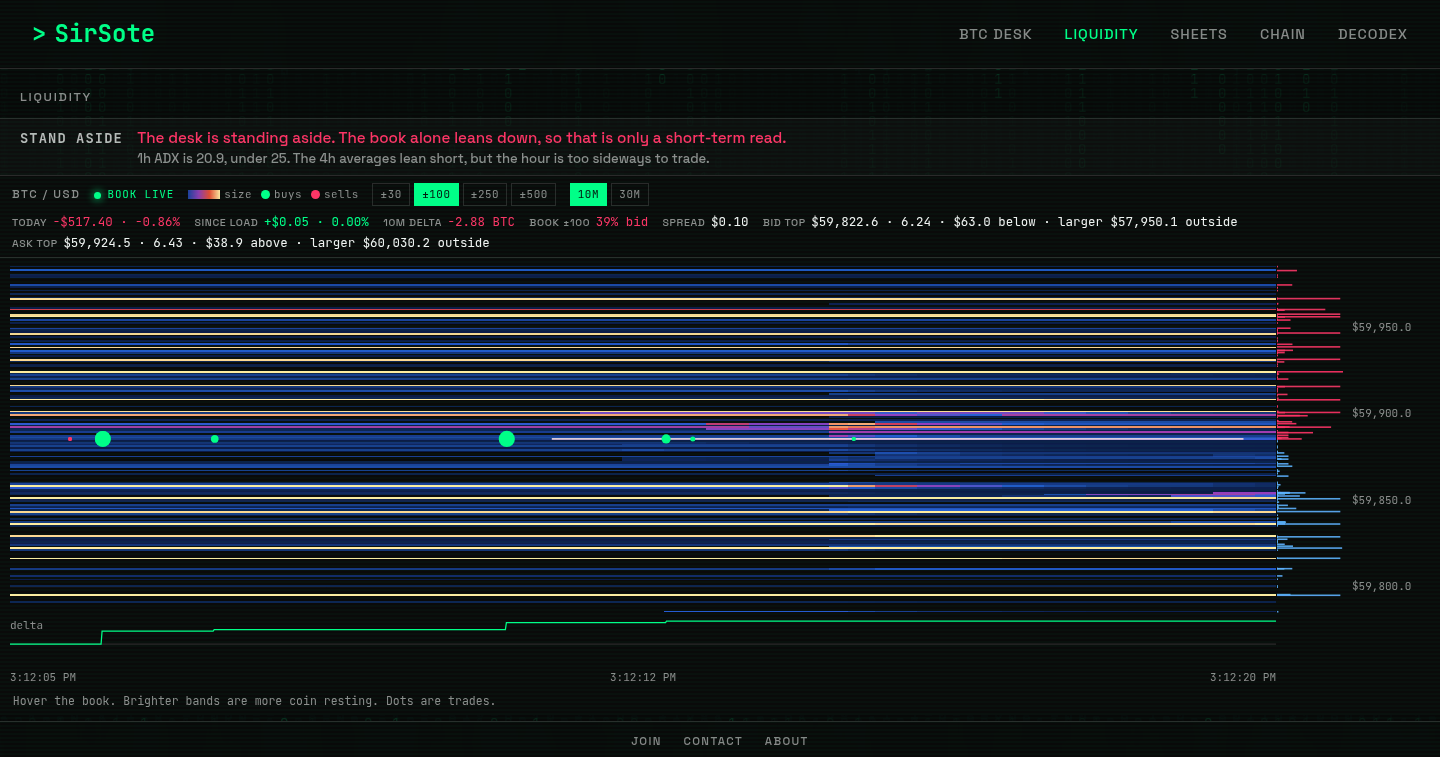 > SirSote
BTC DESK LIQUIDITY SHEETS CHAIN DECODEX
LIQUIDITY
STAND ASIDE The desk is standing aside. The book alone leans down, so that is only a short-term read.
1h ADX is 20.9, under 25. The 4h averages lean short, but the hour is too sideways to trade.
BTC / USD BOOK LIVE size buys sells ±30 ±100 ±250 ±500 10M 30M
TODAY -$517.40 · -0.86% SINCE LOAD +$0.05 · 0.00% 10M DELTA -2.88 BTC BOOK ±100 39% bid SPREAD $0.10 BID TOP $59,822.6 · 6.24 · $63.0 below · larger $57,950.1 outside
ASK TOP $59,924.5 · 6.43 · $38.9 above · larger $60,030.2 outside
$59,950.0
$59,900.0
$59,850.0
$59,800.0
delta
3:12:05 PM 3:12:12 PM 3:12:20 PM
Hover the book. Brighter bands are more coin resting. Dots are trades.
JOIN CONTACT ABOUT